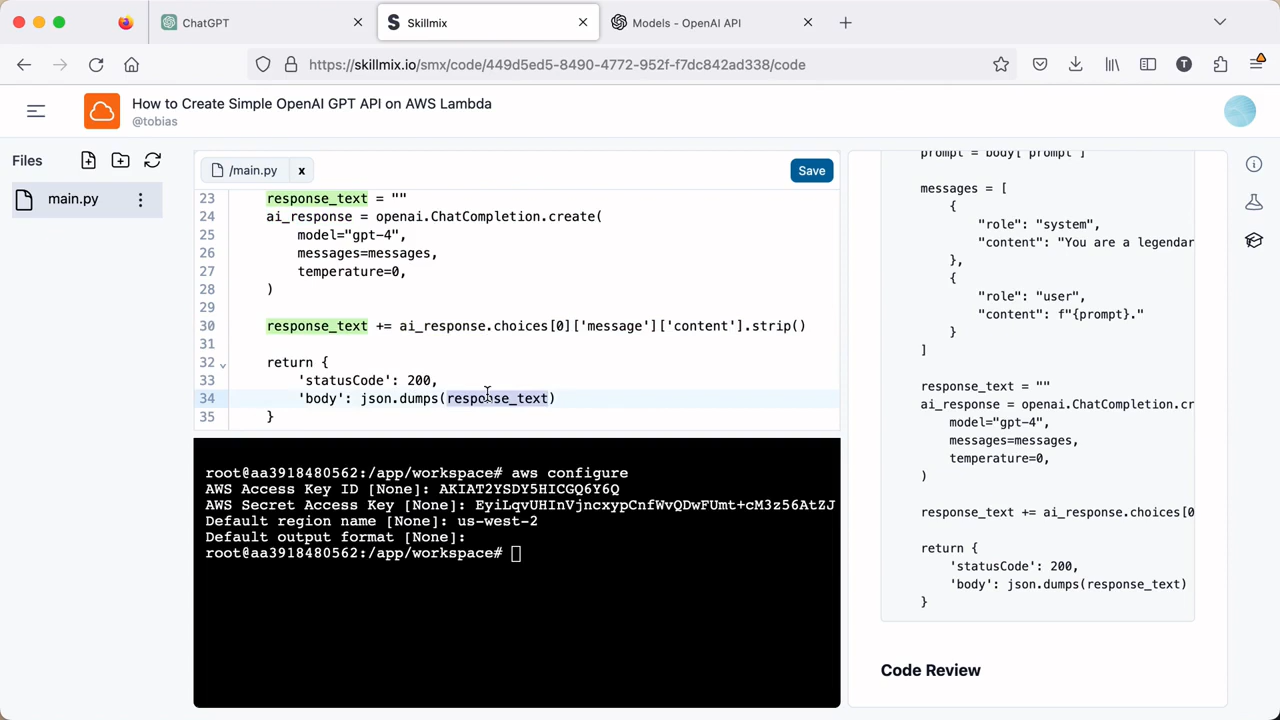 ChatGPT
Skillmix
Models - OpenAI API
https://skillmix.io/smx/code/449d5ed5-8490-4772-952f-f7dc842ad338/code
T
How to Create Simple OpenAI GPT API on AWS Lambda
@tobias
Files
main.py
/main.py x
Save
23 response_text = ""
24 ai_response = openai.ChatCompletion.create(
25 model="gpt-4",
26 messages=messages,
27 temperature=0,
28 )
29
30 response_text += ai_response.choices[0]['message']['content'].strip()
31
32 return {
33 'statusCode': 200,
34 'body': json.dumps(response_text)
35 }
root@aa3918480562:/app/workspace# aws configure
AWS Access Key ID [None]: AKIAT2YSDY5HICGQ6Y6Q
AWS Secret Access Key [None]: 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
Default region name [None]: us-west-2
Default output format [None]:
root@aa3918480562:/app/workspace#
prompt = body['prompt']
messages = [
{
"role": "system",
"content": "You are a legendar
},
{
"role": "user",
"content": f"{prompt}."
}
]
response_text = ""
ai_response = openai.ChatCompletion.cr
model="gpt-4",
messages=messages,
temperature=0,
)
response_text += ai_response.choices[0
return {
'statusCode': 200,
'body': json.dumps(response_text)
}
Code Review